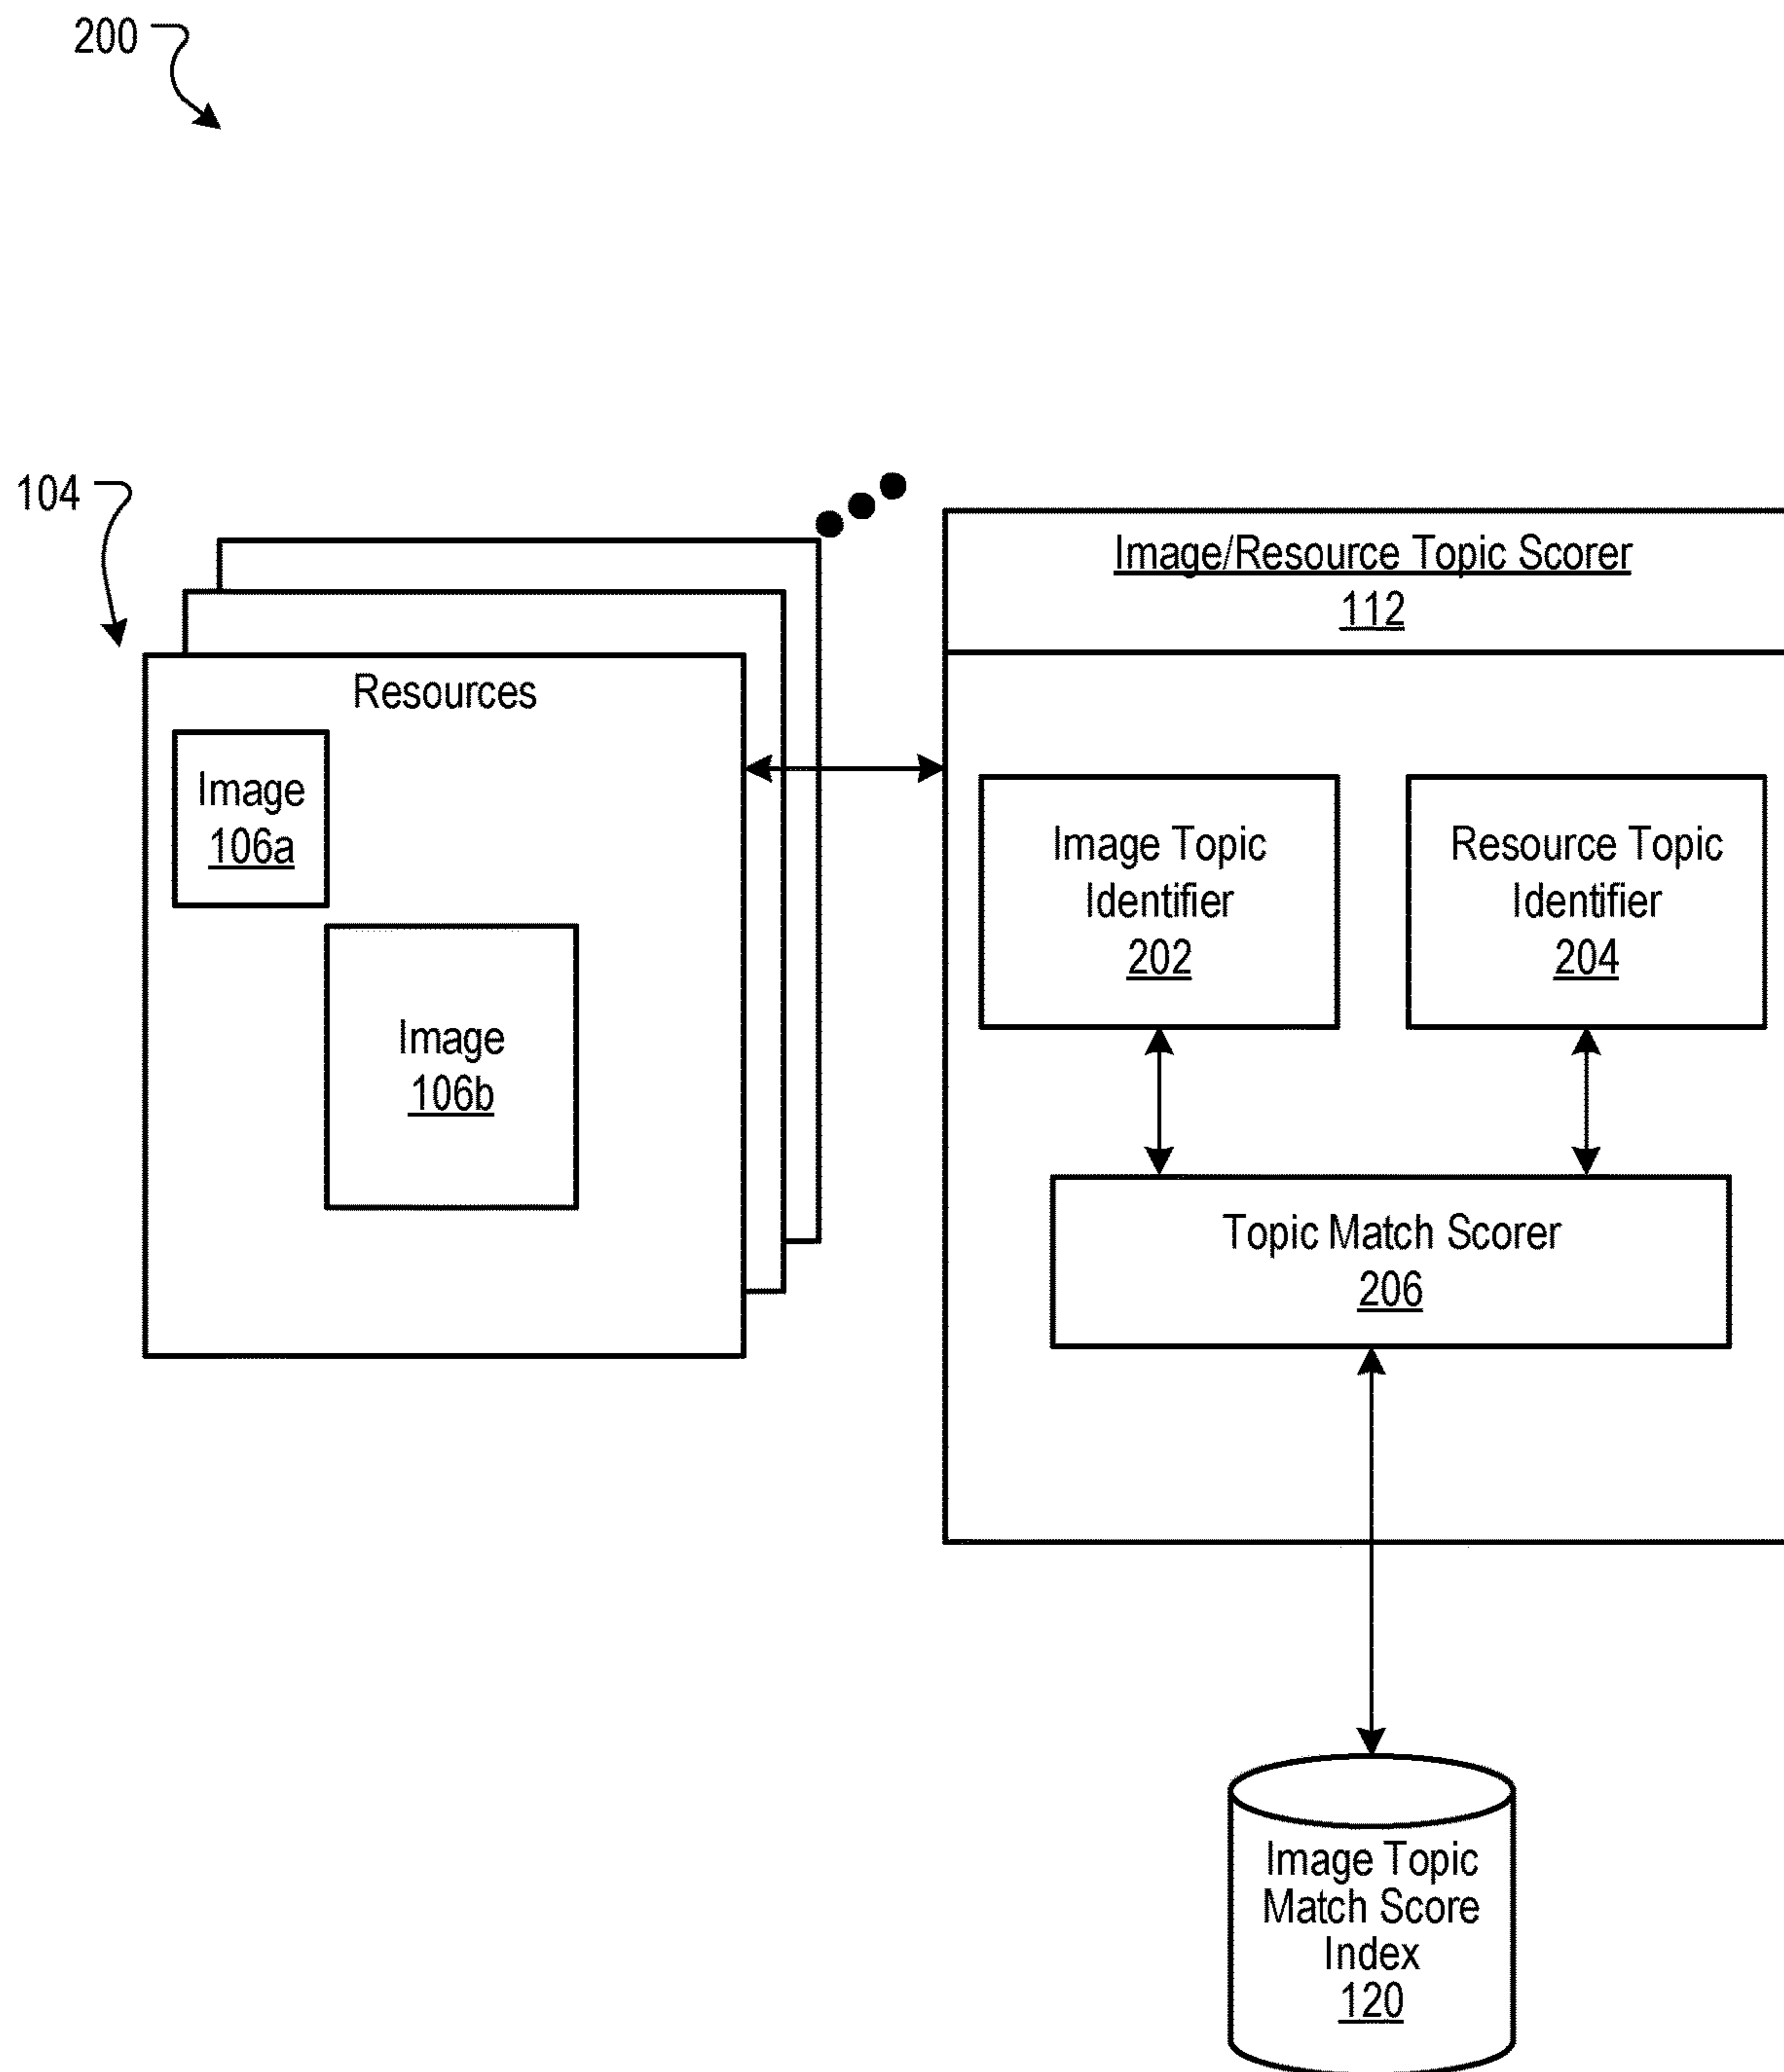 200
104
Image/Resource Topic Scorer
112
Resources
Image
106a
Image
106b
Image Topic
Identifier
202
Resource Topic
Identifier
204
Topic Match Scorer
206
Image Topic
Match Score
Index
120